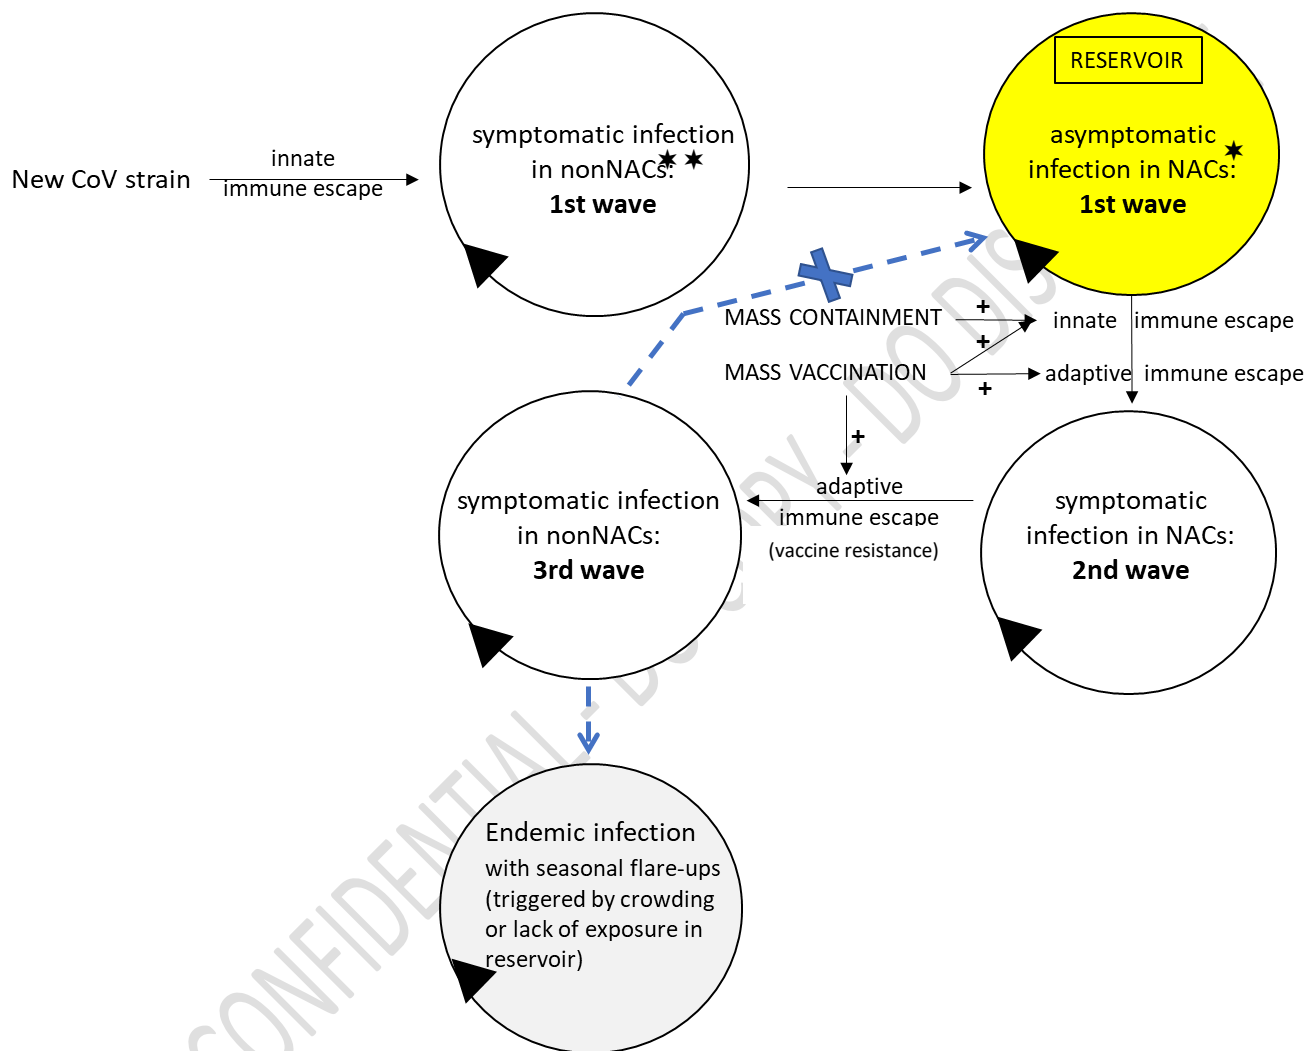 New CoV strain
innate
immune escape
symptomatic infection
in nonNACs:
1st wave
RESERVOIR
asymptomatic
infection in NACs:
1st wave
MASS CONTAINMENT
+
innate
immune escape
+
MASS VACCINATION
+
adaptive
immune escape
+
adaptive
immune escape
(vaccine resistance)
symptomatic infection
in nonNACs:
3rd wave
symptomatic
infection in NACs:
2nd wave
Endemic infection
with seasonal flare-ups
(triggered by crowding
or lack of exposure in
reservoir)
CONFIDENTIAL - DO